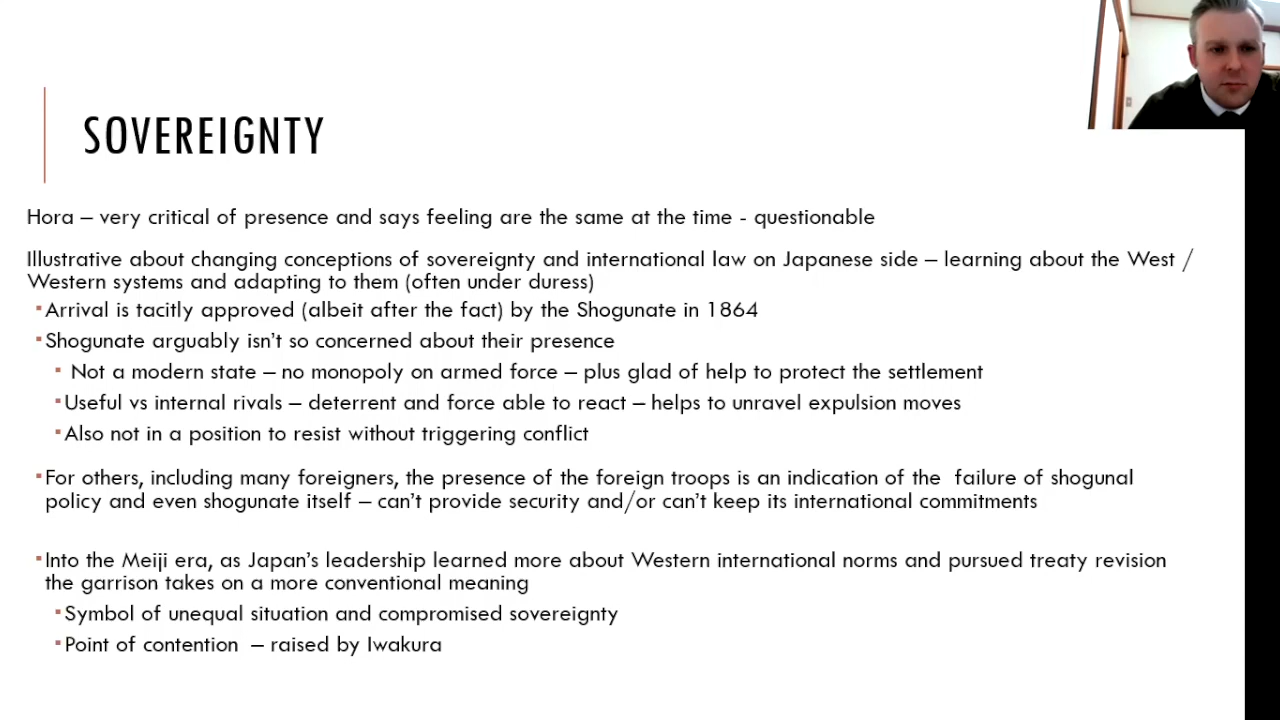 SOVEREIGNTY
Hora – very critical of presence and says feeling are the same at the time - questionable
Illustrative about changing conceptions of sovereignty and international law on Japanese side – learning about the West /
Western systems and adapting to them (often under duress)
▪Arrival is tacitly approved (albeit after the fact) by the Shogunate in 1864
▪Shogunate arguably isn't so concerned about their presence
▪ Not a modern state – no monopoly on armed force – plus glad of help to protect the settlement
▪Useful vs internal rivals – deterrent and force able to react – helps to unravel expulsion moves
▪Also not in a position to resist without triggering conflict
▪For others, including many foreigners, the presence of the foreign troops is an indication of the  failure of shogunal
policy and even shogunate itself – can't provide security and/or can't keep its international commitments
▪Into the Meiji era, as Japan's leadership learned more about Western international norms and pursued treaty revision
the garrison takes on a more conventional meaning
▪Symbol of unequal situation and compromised sovereignty
▪Point of contention  – raised by Iwakura